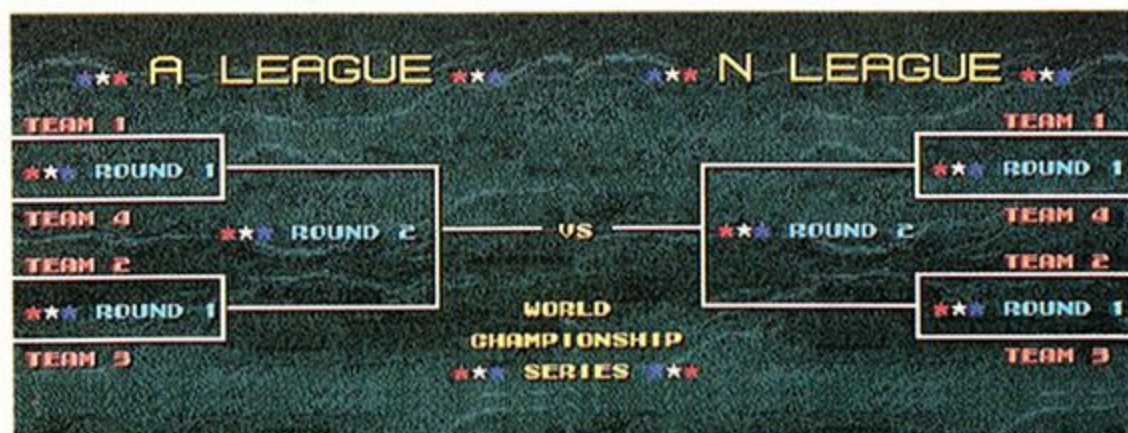 A LEAGUE
N LEAGUE
TEAM 1
ROUND 1
TEAM 4
ROUND 2
TEAM 2
ROUND 1
TEAM 3
VS
TEAM 1
ROUND 1
TEAM 4
ROUND 2
TEAM 2
ROUND 1
TEAM 3
WORLD
CHAMPIONSHIP
SERIES